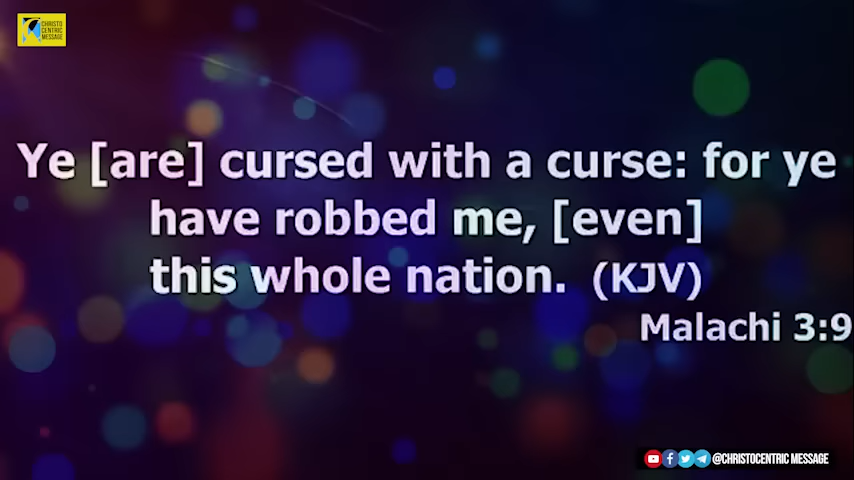 CHRISTO
CENTRIC
MESSAGE
Ye [are] cursed with a curse: for ye
have robbed me, [even]
this whole nation. (KJV)
Malachi 3:9
@CHRISTOCENTRIC MESSAGE